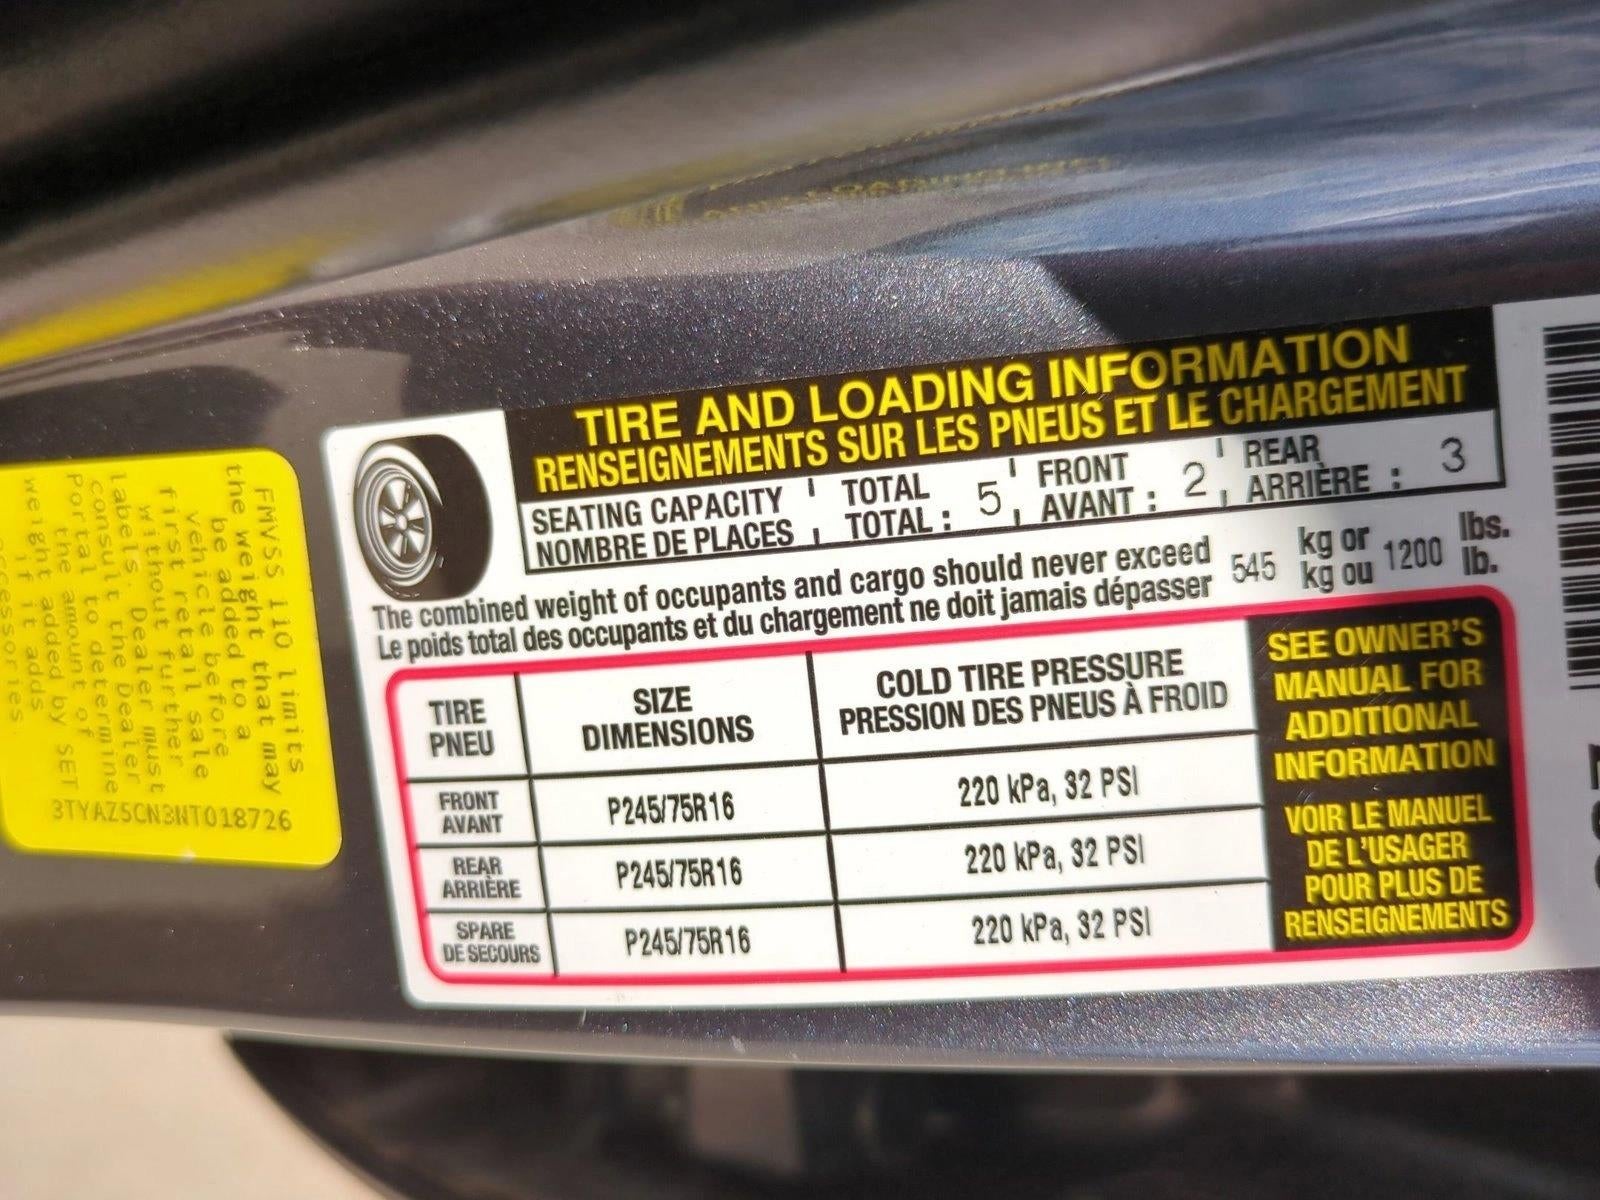 TIRE AND LOADING INFORMATION
RENSEIGNEMENTS SUR LES PNEUS ET LE CHARGEMENT
SEATING CAPACITY TOTAL FRONT REAR
NOMBRE DE PLACES TOTAL : 5 AVANT : 2 ARRIÈRE : 3
The combined weight of occupants and cargo should never exceed 545 kg or 1200 lbs.
Le poids total des occupants et du chargement ne doit jamais dépasser kg ou lb.
TIRE
PNEU
SIZE
DIMENSIONS
COLD TIRE PRESSURE
PRESSION DES PNEUS À FROID
FRONT
AVANT
P245/75R16
220 kPa, 32 PSI
REAR
ARRIÈRE
P245/75R16
220 kPa, 32 PSI
SPARE
DE SECOURS
P245/75R16
220 kPa, 32 PSI
SEE OWNER'S
MANUAL FOR
ADDITIONAL
INFORMATION
VOIR LE MANUEL
DE L'USAGER
POUR PLUS DE
RENSEIGNEMENTS
FMVSS 110 limits
the weight that may
be added to a
vehicle before
first retail sale
without further
labels. Dealer must
consult the Dealer
Portal to determine
the amount of
weight added by SET
if it adds
accessories
3TYAZ5CN3NT018726